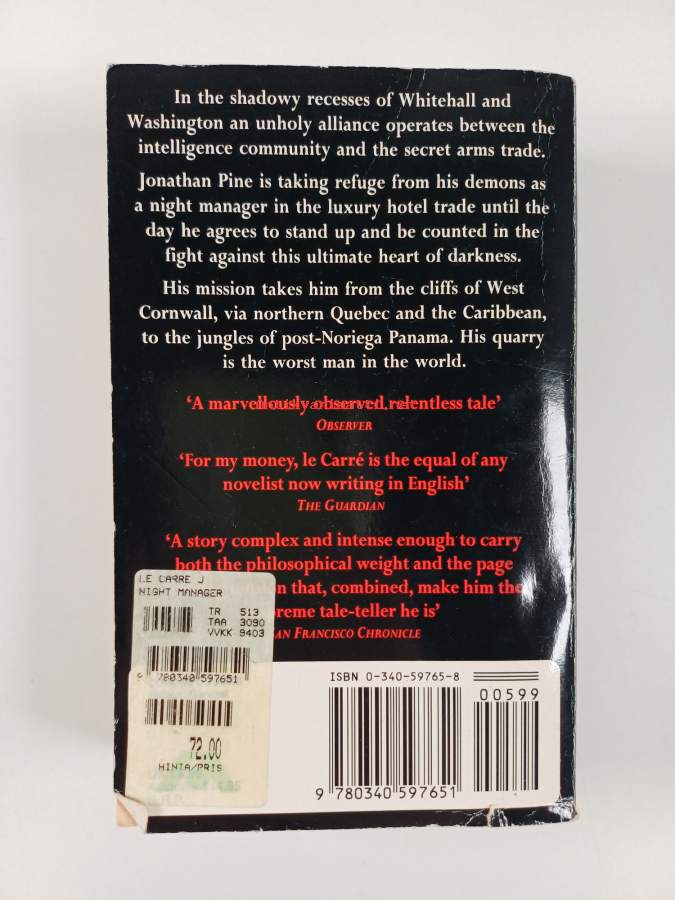 In the shadowy recesses of Whitehall and
Washington an unholy alliance operates between the
intelligence community and the secret arms trade.
Jonathan Pine is taking refuge from his demons as
a night manager in the luxury hotel trade until the
day he agrees to stand up and be counted in the
fight against this ultimate heart of darkness.
His mission takes him from the cliffs of West
Cornwall, via northern Quebec and the Caribbean,
to the jungles of post-Noriega Panama. His quarry
is the worst man in the world.
'A marvellously observed relentless tale'
OBSERVER
'For my money, le Carré is the equal of any
novelist now writing in English'
THE GUARDIAN
'A story complex and intense enough to carry
both the philosophical weight and the page
on that, combined, make him the
reme tale-teller he is'
AN FRANCISCO CHRONICLE
LE CARRE J
NIGHT MANAGER
TR 513
TAA 3090
VVKK 9403
9 780340 597651
72.00
HINTA/PRIS
ISBN 0-340-59765-8
00599
9 780340 597651